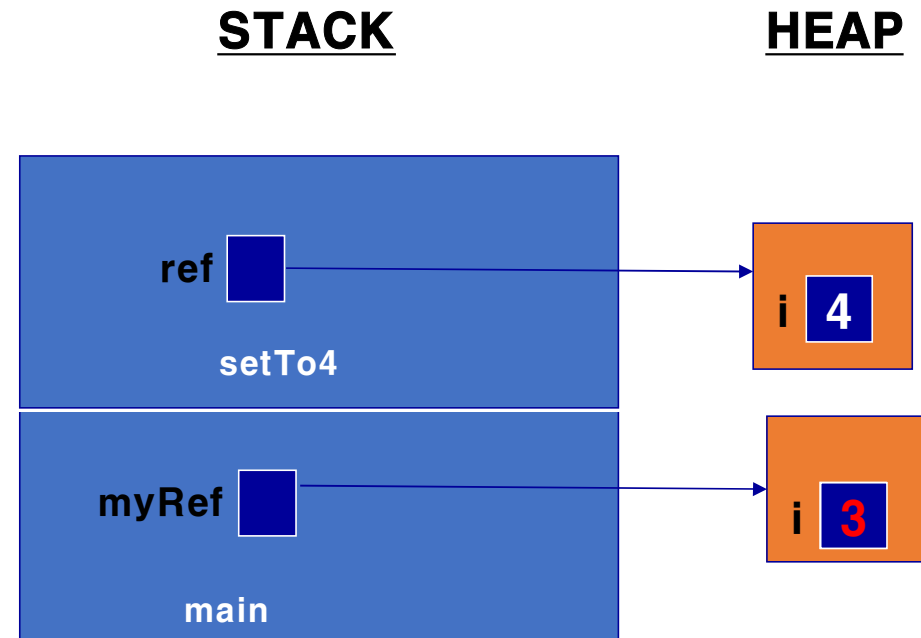 STACK HEAP
ref
i 4
setTo4
myRef
i 3
main